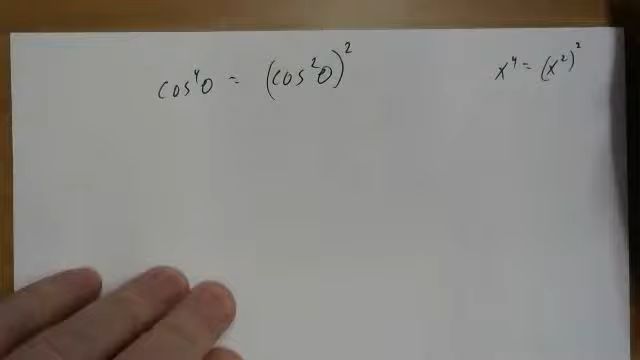 cos⁴θ = (cos²θ)²
x⁴ = (x²)²